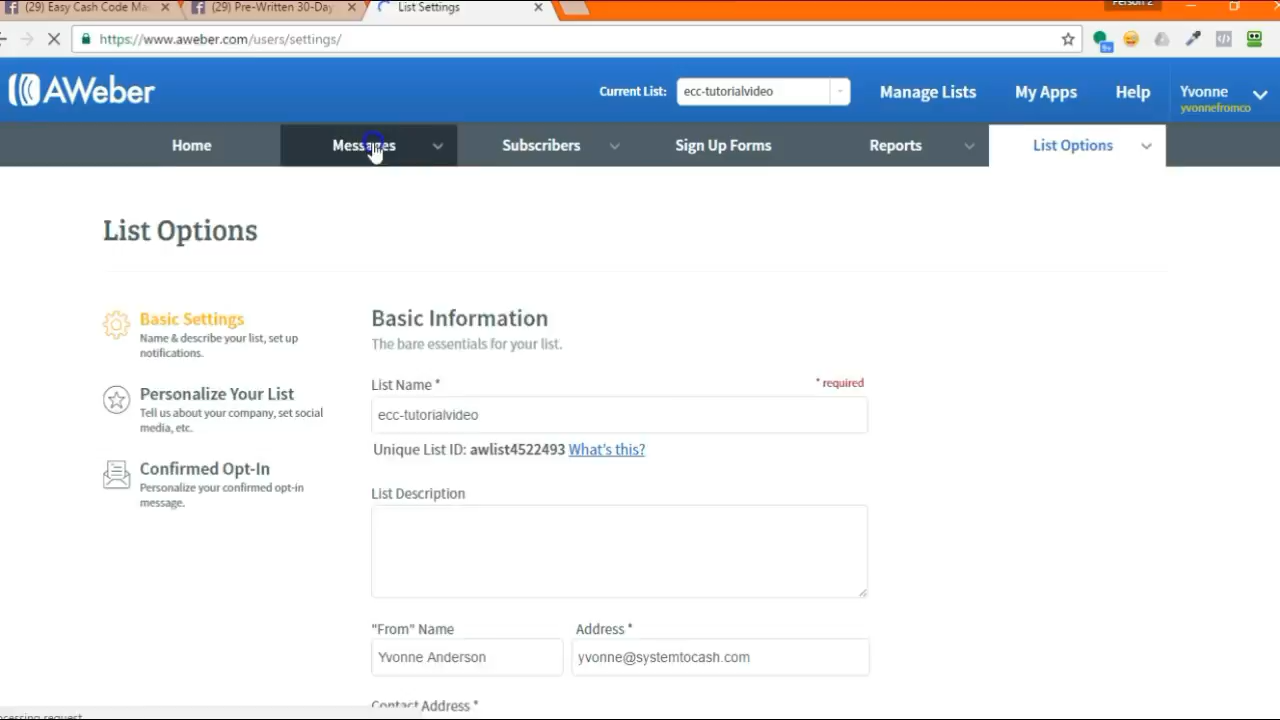 (29) Easy Cash Code Ma
(29) Pre-Written 30-Day
List Settings
Person 2
https://www.aweber.com/users/settings/
AWeber
Current List:
ecc-tutorialvideo
Manage Lists
My Apps
Help
Yvonne
yvonnefromco
Home
Messages
Subscribers
Sign Up Forms
Reports
List Options
List Options
Basic Settings
Name & describe your list, set up
notifications.
Personalize Your List
Tell us about your company, set social
media, etc.
Confirmed Opt-In
Personalize your confirmed opt-in
message.
Basic Information
The bare essentials for your list.
List Name *
* required
ecc-tutorialvideo
Unique List ID: awlist4522493 What's this?
List Description
"From" Name
Address *
Yvonne Anderson
yvonne@systemtocash.com
Contact Address *
ocessing request